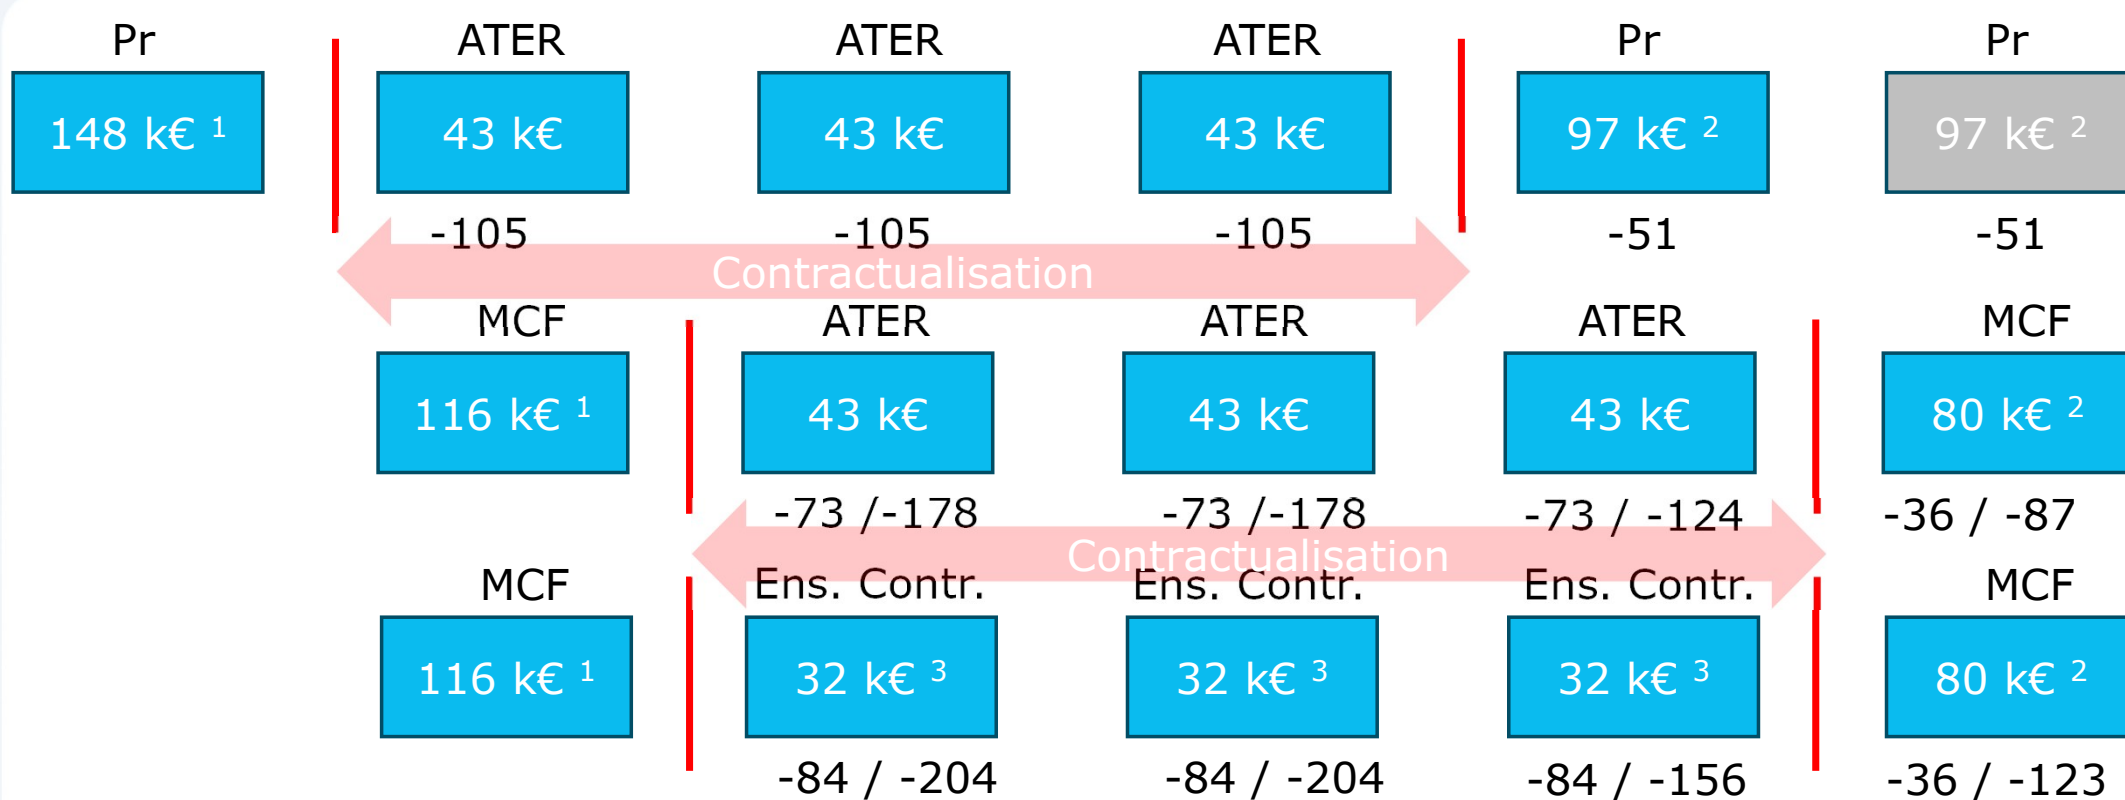 Pr ATER ATER ATER Pr Pr
148 k€ ¹ 43 k€ 43 k€ 43 k€ 97 k€ ² 97 k€ ²
-105 -105 -105 -51 -51
Contractualisation
MCF ATER ATER ATER MCF
116 k€ ¹ 43 k€ 43 k€ 43 k€ 80 k€ ²
-73 /-178 -73 /-178 -73 / -124 -36 / -87
Contractualisation
MCF Ens. Contr. Ens. Contr. Ens. Contr. MCF
116 k€ ¹ 32 k€ ³ 32 k€ ³ 32 k€ ³ 80 k€ ²
-84 / -204 -84 / -204 -84 / -156 -36 / -123